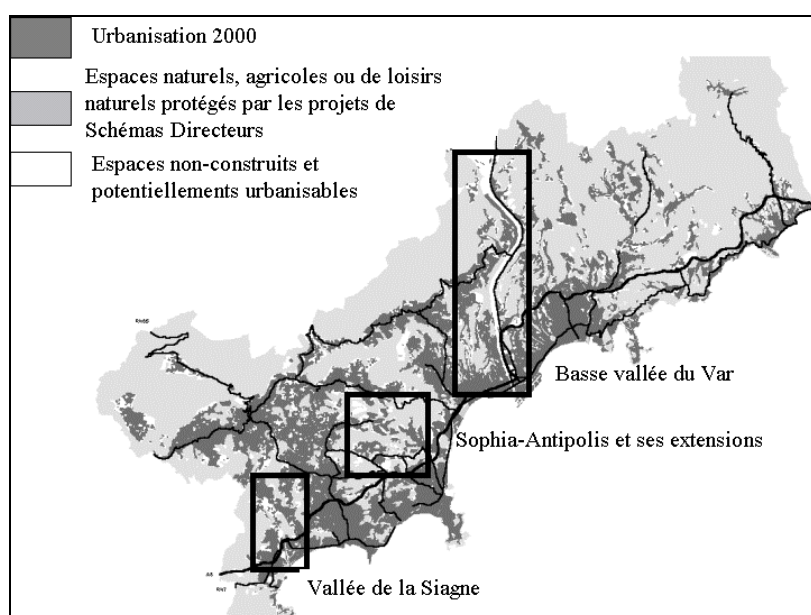 Urbanisation 2000
Espaces naturels, agricoles ou de loisirs
naturels protégés par les projets de
Schémas Directeurs
Espaces non-construits et
potentiellements urbanisables
Basse vallée du Var
Sophia-Antipolis et ses extensions
Vallée de la Siagne